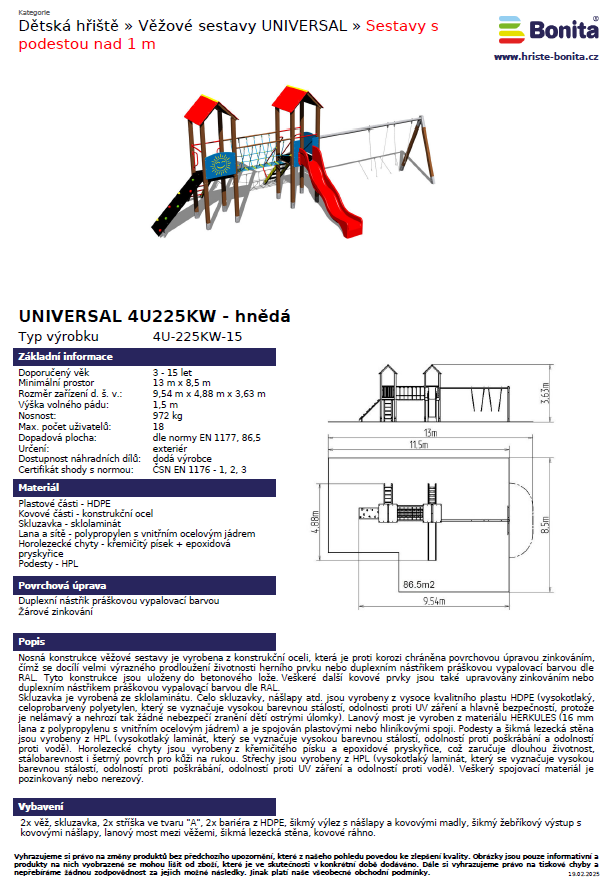 Kategorie
Dětská hřiště » Věžové sestavy UNIVERSAL » Sestavy s
podestou nad 1 m
Bonita®
www.hriste-bonita.cz
UNIVERSAL 4U225KW - hnědá
Typ výrobku 4U-225KW-15
Základní informace
Doporučený věk 3 - 15 let
Minimální prostor 13 m x 8,5 m
Rozměr zařízení d. š. v.: 9,54 m x 4,88 m x 3,63 m
Výška volného pádu: 1,5 m
Nosnost: 972 kg
Max. počet uživatelů: 18
Dopadová plocha: dle normy EN 1177, 86,5
Určení: exteriér
Dostupnost náhradních dílů: dodá výrobce
Certifikát shody s normou: ČSN EN 1176 - 1, 2, 3
3,63m
13m
11,5m
4,88m
8,5m
86.5m2
9,54m
Materiál
Plastové části - HDPE
Kovové části - konstrukční ocel
Skluzavka - sklolaminát
Lana a sítě - polypropylen s vnitřním ocelovým jádrem
Horolezecké chyty - křemičitý písek + epoxidová
pryskyřice
Podesty - HPL
Povrchová úprava
Duplexní nástřik práškovou vypalovací barvou
Žárové zinkování
Popis
Nosná konstrukce věžové sestavy je vyrobena z konstrukční oceli, která je proti korozi chráněna povrchovou úpravou zinkováním,
čímž se docílí velmi výrazného prodloužení životnosti herního prvku nebo duplexním nástřikem práškovou vypalovací barvou dle
RAL. Tyto konstrukce jsou uloženy do betonového lože. Veškeré další kovové prvky jsou také upravovány zinkováním nebo
duplexním nástřikem práškovou vypalovací barvou dle RAL.
Skluzavka je vyrobena ze sklolaminátu. Čelo skluzavky, nášlapy atd. jsou vyrobeny z vysoce kvalitního plastu HDPE (vysokotlaký,
celoprobarvený polyetylen, který se vyznačuje vysokou barevnou stálostí, odolností proti UV záření a hlavně bezpečností, protože
je nelámavý a nehrozí tak žádné nebezpečí zranění dětí ostrými úlomky). Lanový most je vyroben z materiálu HERKULES (16 mm
lana z polypropylenu s vnitřním ocelovým jádrem) a je spojován plastovými nebo hliníkovými spoji. Podesty a šikmá lezecká stěna
jsou vyrobeny z HPL (vysokotlaký laminát, který se vyznačuje vysokou barevnou stálostí, odolností proti poškrábání a odolností
proti vodě). Horolezecké chyty jsou vyrobeny z křemičitého písku a epoxidové pryskyřice, což zaručuje dlouhou životnost,
stálobarevnost i šetrný povrch pro kůži na rukou. Střechy jsou vyrobeny z HPL (vysokotlaký laminát, který se vyznačuje vysokou
barevnou stálostí, odolností proti poškrábání, odolností proti UV záření a odolností proti vodě). Veškerý spojovací materiál je
pozinkovaný nebo nerezový.
Vybavení
2x věž, skluzavka, 2x stříška ve tvaru "A", 2x bariéra z HDPE, šikmý výlez s nášlapy a kovovými madly, šikmý žebříkový výstup s
kovovými nášlapy, lanový most mezi věžemi, šikmá lezecká stěna, kovové ráhno.
Vyhrazujeme si právo na změny produktů bez předchozího upozornění, které z našeho pohledu povedou ke zlepšení kvality. Obrázky jsou pouze informativní a
produkty na nich vyobrazené se mohou lišit od zboží, které je ve skutečnosti v konkrétní době dodáváno. Dále si vyhrazujeme právo na tiskové chyby a
nepřebíráme žádnou zodpovědnost za jejich možné následky. Jinak platí naše všeobecné obchodní podmínky.
19.02.2025